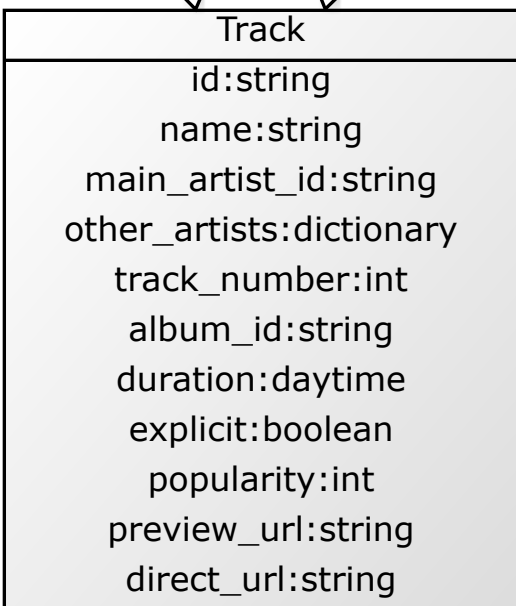 Track
id:string
name:string
main_artist_id:string
other_artists:dictionary
track_number:int
album_id:string
duration:daytime
explicit:boolean
popularity:int
preview_url:string
direct_url:string